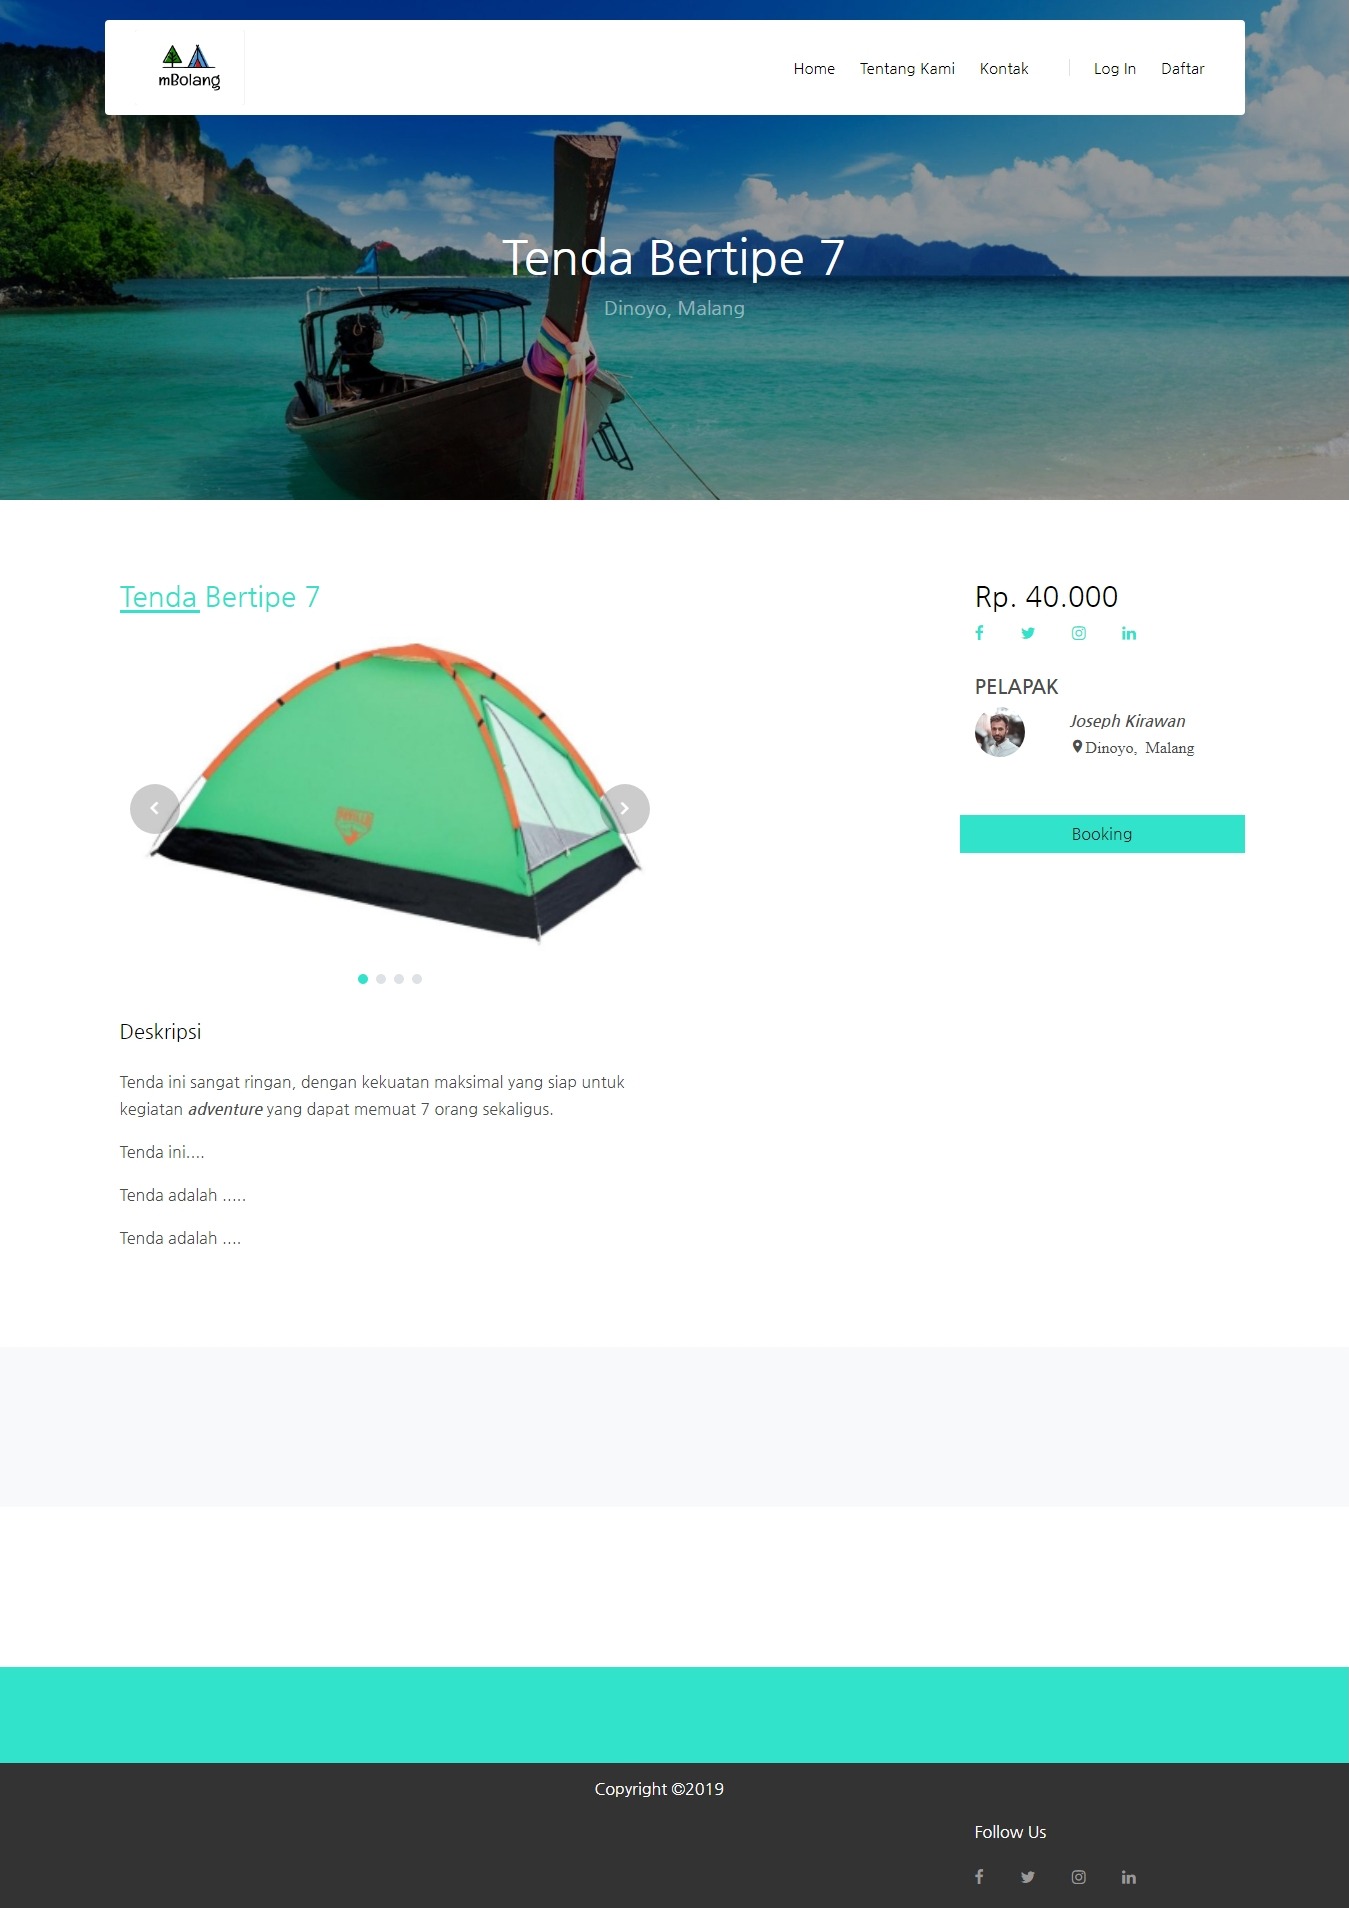 mBolang
Home Tentang Kami Kontak Log In Daftar
Tenda Bertipe 7
Dinoyo, Malang
Tenda Bertipe 7
Rp. 40.000
PELAPAK
Joseph Kirawan
Dinoyo, Malang
Booking
Deskripsi
Tenda ini sangat ringan, dengan kekuatan maksimal yang siap untuk
kegiatan adventure yang dapat memuat 7 orang sekaligus.
Tenda ini....
Tenda adalah .....
Tenda adalah ....
Copyright ©2019
Follow Us